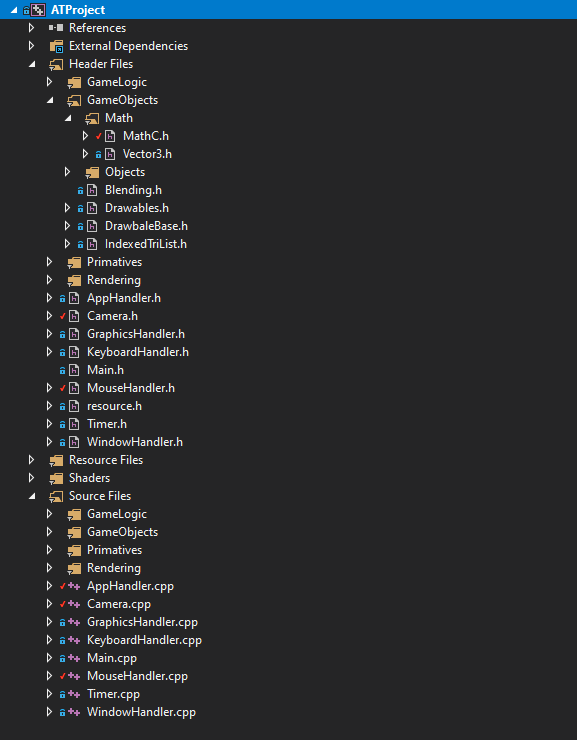 ATProject
References
External Dependencies
Header Files
GameLogic
GameObjects
Math
MathC.h
Vector3.h
Objects
Blending.h
Drawables.h
DrawbaleBase.h
IndexedTriList.h
Primatives
Rendering
AppHandler.h
Camera.h
GraphicsHandler.h
KeyboardHandler.h
Main.h
MouseHandler.h
resource.h
Timer.h
WindowHandler.h
Resource Files
Shaders
Source Files
GameLogic
GameObjects
Primatives
Rendering
AppHandler.cpp
Camera.cpp
GraphicsHandler.cpp
KeyboardHandler.cpp
Main.cpp
MouseHandler.cpp
Timer.cpp
WindowHandler.cpp